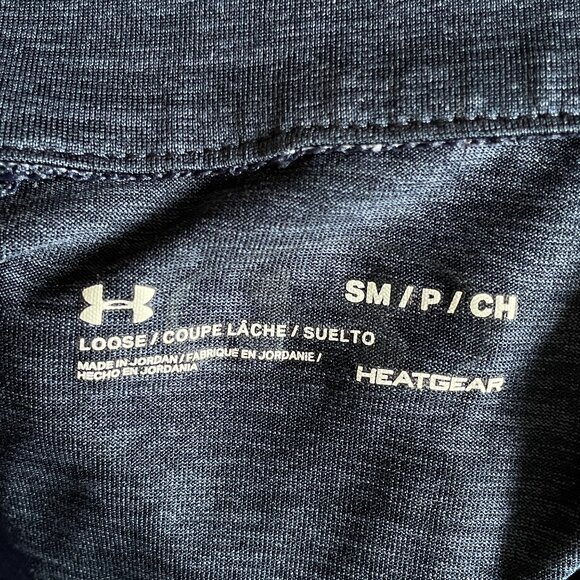 SM / P / CH
LOOSE / COUPE LÂCHE / SUELTO
MADE IN JORDAN / FABRIQUE EN JORDANIE /
HECHO EN JORDANIA
HEATGEAR